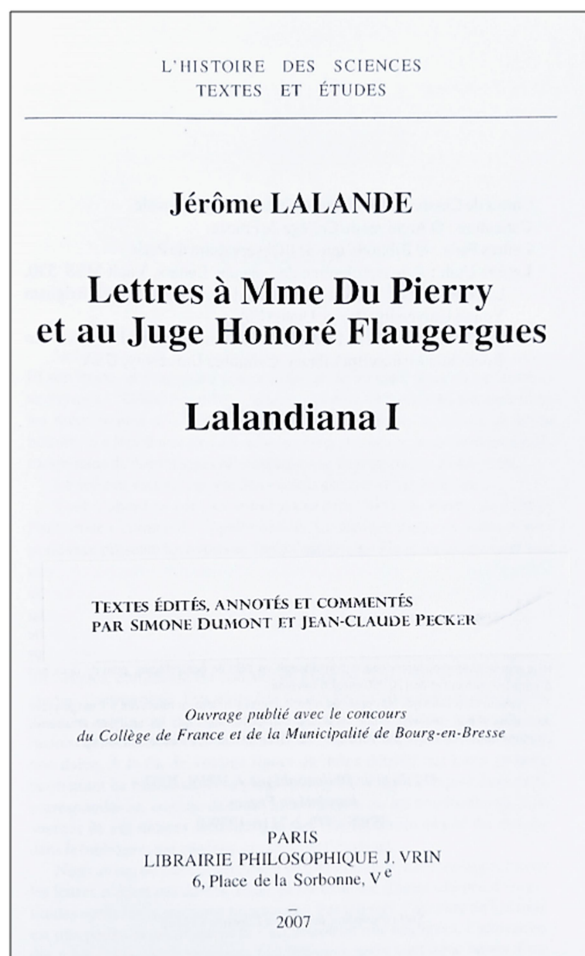 L'HISTOIRE DES SCIENCES
TEXTES ET ÉTUDES
Jérôme LALANDE
Lettres à Mme Du Pierry
et au Juge Honoré Flaugergues
Lalandiana I
TEXTES ÉDITÉS, ANNOTÉS ET COMMENTÉS
PAR SIMONE DUMONT ET JEAN-CLAUDE PECKER
Ouvrage publié avec le concours
du Collège de France et de la Municipalité de Bourg-en-Bresse
PARIS
LIBRAIRIE PHILOSOPHIQUE J. VRIN
6, Place de la Sorbonne, Ve
2007